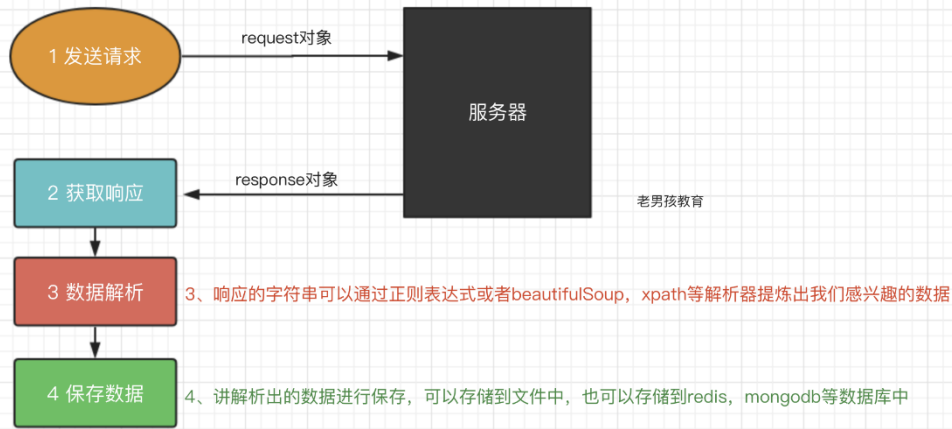 1 发送请求
request对象
服务器
2 获取响应
response对象
老男孩教育
3 数据解析
3、响应的字符串可以通过正则表达式或者beautifulSoup，xpath等解析器提炼出我们感兴趣的数据
4 保存数据
4、讲解析出的数据进行保存，可以存储到文件中，也可以存储到redis，mongodb等数据库中